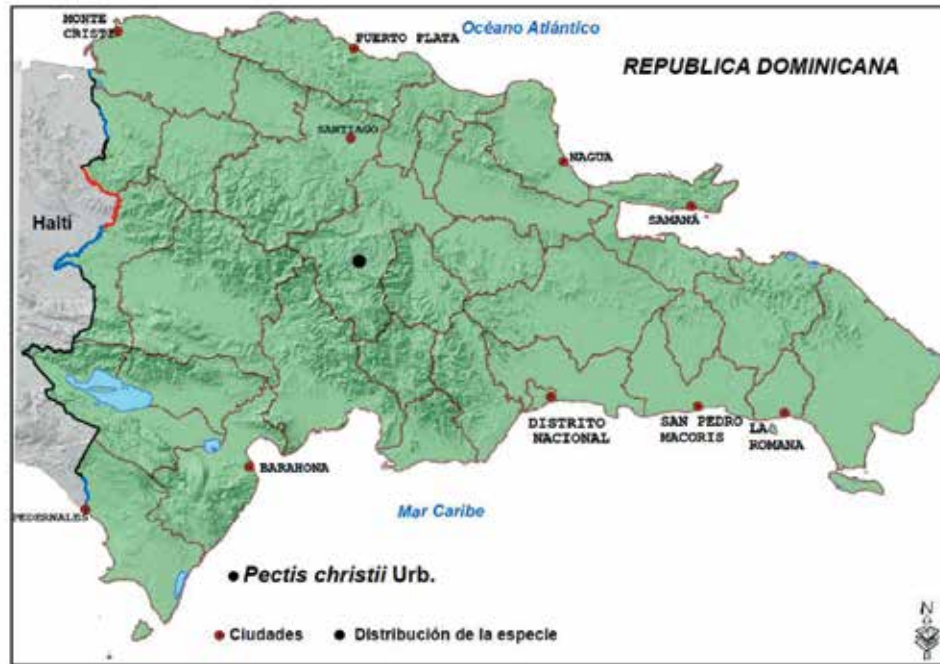 MONTE
CRISTI
PUERTO PLATA
Océano Atlántico
REPUBLICA DOMINICANA
SANTIAGO
NAGUA
SAMANÁ
Haití
DISTRITO
NACIONAL
SAN PEDRO
MACORIS
LA
ROMANA
BARAHONA
PEDERNALES
Mar Caribe
Pectis christii Urb.
Ciudades
Distribución de la especie
N